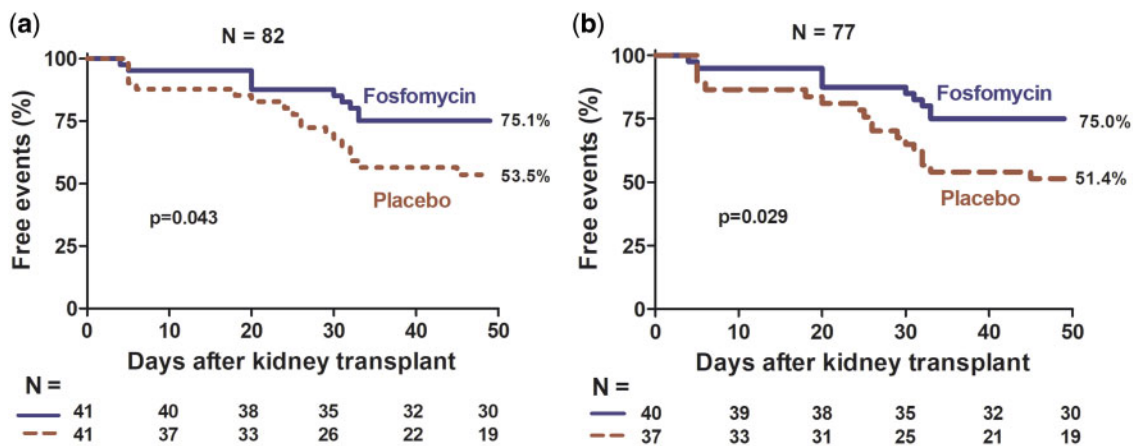 (a)
N = 82
Free events (%)
100
75
50
25
0
Fosfomycin
75.1%
53.5%
Placebo
p=0.043
0 10 20 30 40 50
Days after kidney transplant
N =
41 40 38 35 32 30
41 37 33 26 22 19
(b)
N = 77
Free events (%)
100
75
50
25
0
Fosfomycin
75.0%
51.4%
Placebo
p=0.029
0 10 20 30 40 50
Days after kidney transplant
N =
40 39 38 35 32 30
37 33 31 25 21 19